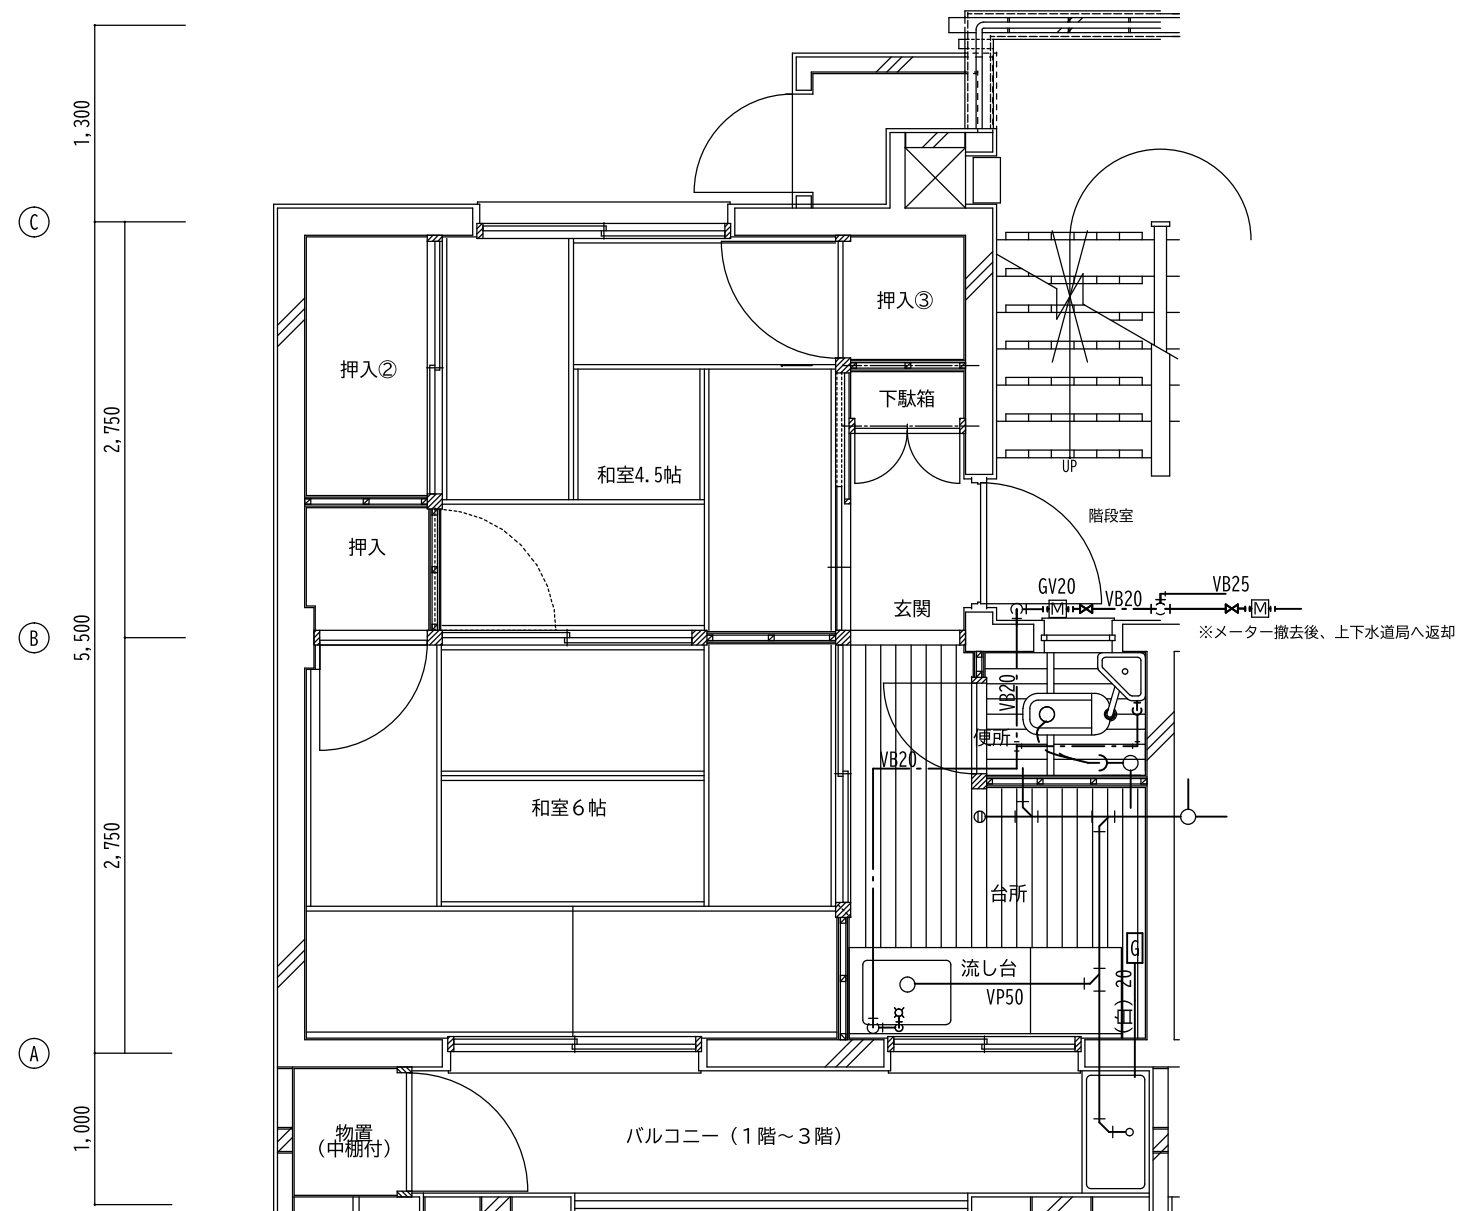 1,300
C
押入③
押入②
下駄箱
2,750
和室4.5帖
UP
階段室
押入
GV20
VB20
VB25
玄関
※メーター撤去後、上下水道局へ返却
M
M
B
5,500
VB20
便所
VB20
和室６帖
2,750
台所
G
流し台
VP50
(白) 20
A
1,000
物置
(中棚付)
バルコニー（１階～３階）